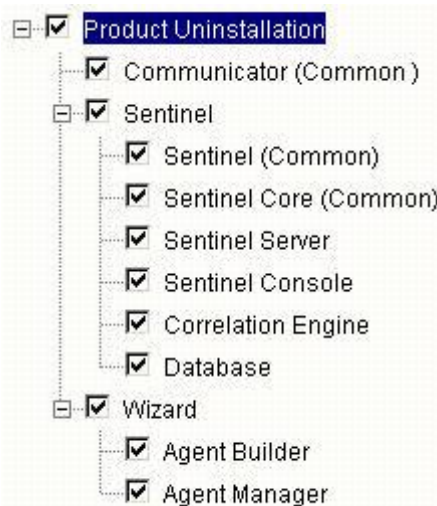 Product Uninstallation
Communicator (Common )
Sentinel
Sentinel (Common)
Sentinel Core (Common)
Sentinel Server
Sentinel Console
Correlation Engine
Database
Wizard
Agent Builder
Agent Manager